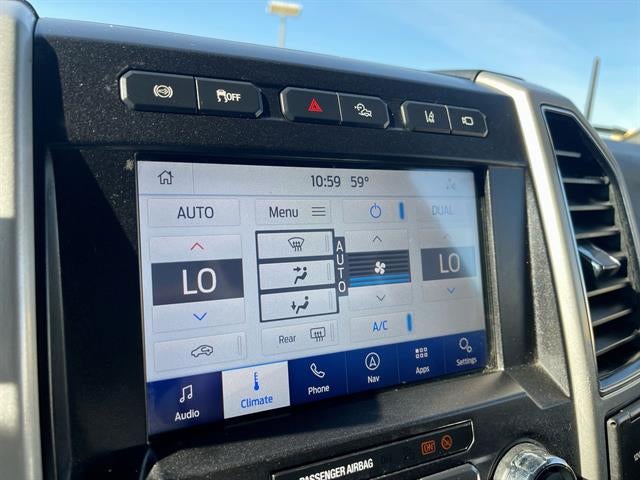 OFF
10:59 59°
AUTO Menu DUAL
LO AUTO LO
Rear
A/C
Audio Climate Phone Nav Apps Settings
PASSENGER AIRBAG ON